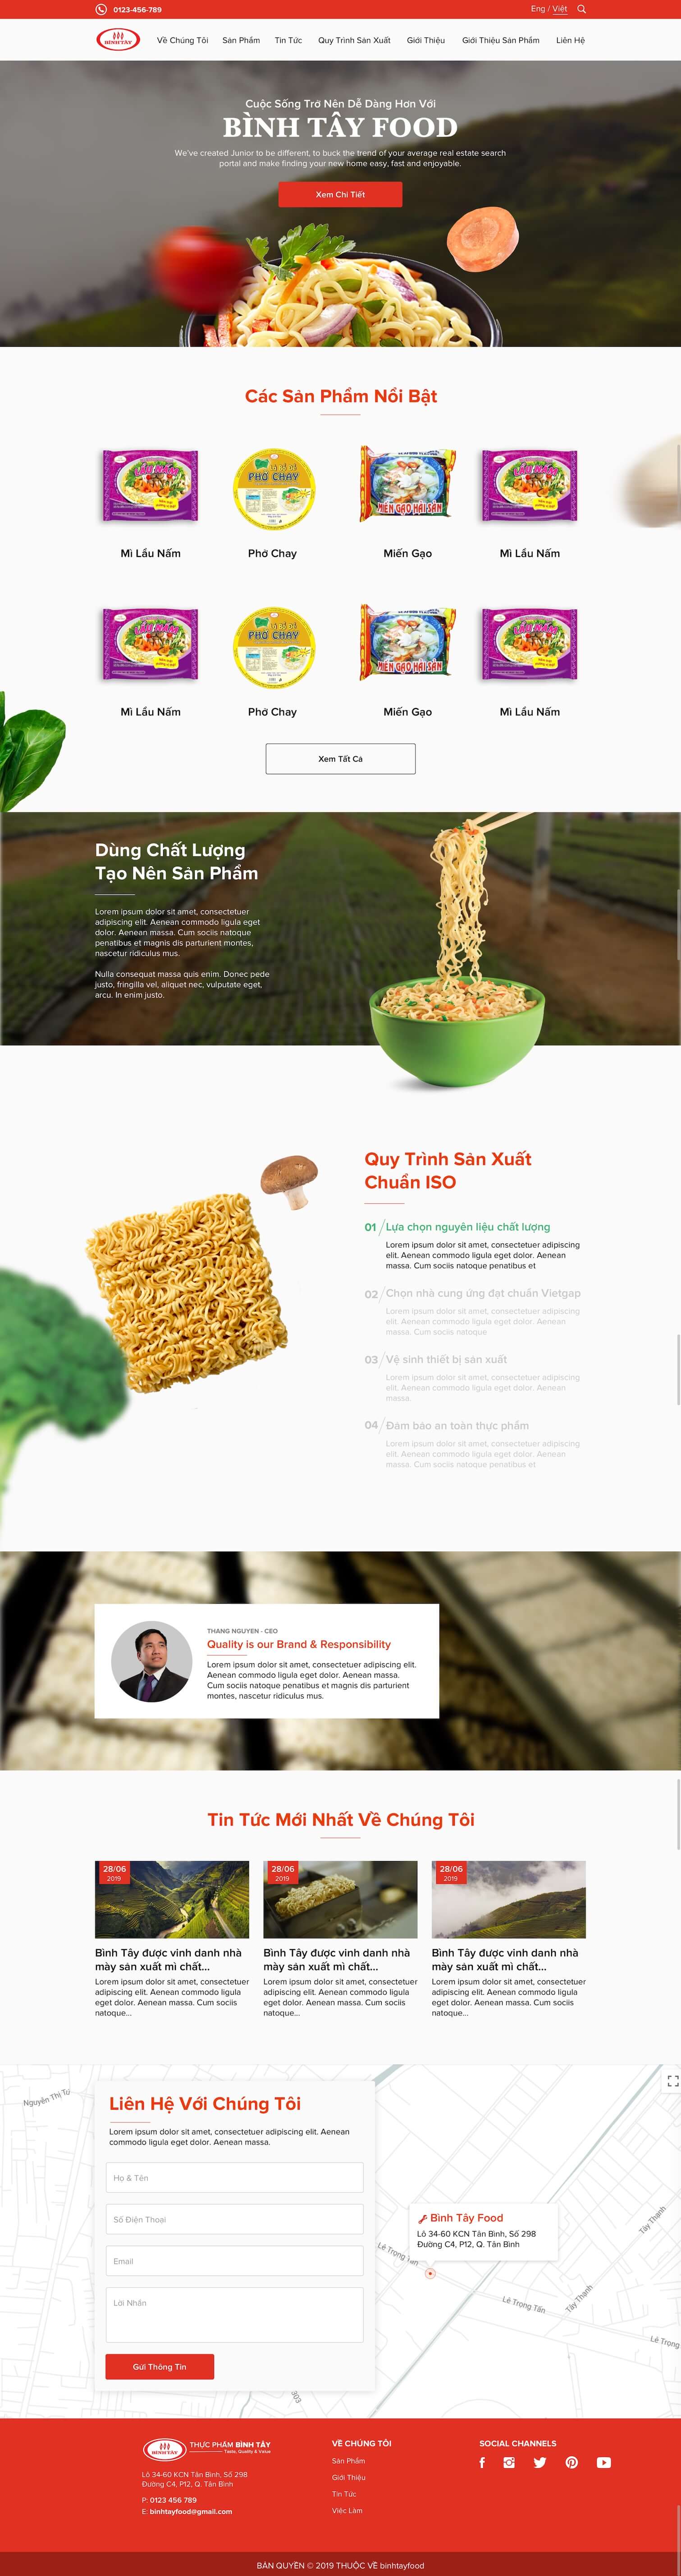 0123-456-789
Eng / Việt
BÌNH TÂY
Về Chúng Tôi
Sản Phẩm
Tin Tức
Quy Trình Sản Xuất
Giới Thiệu
Giới Thiệu Sản Phẩm
Liên Hệ
Cuộc Sống Trở Nên Dễ Dàng Hơn Với
BÌNH TÂY FOOD
We've created Junior to be different, to buck the trend of your average real estate search
portal and make finding your new home easy, fast and enjoyable.
Xem Chi Tiết
Các Sản Phẩm Nổi Bật
LẨU NẤM
PHỞ CHAY
MIẾN GẠO HẢI SẢN
LẨU NẤM
Mì Lẩu Nấm
Phở Chay
Miến Gạo
Mì Lẩu Nấm
LẨU NẤM
PHỞ CHAY
MIẾN GẠO HẢI SẢN
LẨU NẤM
Mì Lẩu Nấm
Phở Chay
Miến Gạo
Mì Lẩu Nấm
Xem Tất Cả
Dùng Chất Lượng
Tạo Nên Sản Phẩm
Lorem ipsum dolor sit amet, consectetuer
adipiscing elit. Aenean commodo ligula eget
dolor. Aenean massa. Cum sociis natoque
penatibus et magnis dis parturient montes,
nascetur ridiculus mus.
Nulla consequat massa quis enim. Donec pede
justo, fringilla vel, aliquet nec, vulputate eget,
arcu. In enim justo.
Quy Trình Sản Xuất
Chuẩn ISO
01 / Lựa chọn nguyên liệu chất lượng
Lorem ipsum dolor sit amet, consectetuer adipiscing
elit. Aenean commodo ligula eget dolor. Aenean
massa. Cum sociis natoque penatibus et
02 / Chọn nhà cung ứng đạt chuẩn Vietgap
Lorem ipsum dolor sit amet, consectetuer adipiscing
elit. Aenean commodo ligula eget dolor. Aenean
massa. Cum sociis natoque
03 / Vệ sinh thiết bị sản xuất
Lorem ipsum dolor sit amet, consectetuer adipiscing
elit. Aenean commodo ligula eget dolor. Aenean
massa.
04 / Đảm bảo an toàn thực phẩm
Lorem ipsum dolor sit amet, consectetuer adipiscing
elit. Aenean commodo ligula eget dolor. Aenean
massa. Cum sociis natoque penatibus et
THANG NGUYEN - CEO
Quality is our Brand & Responsibility
Lorem ipsum dolor sit amet, consectetuer adipiscing elit.
Aenean commodo ligula eget dolor. Aenean massa.
Cum sociis natoque penatibus et magnis dis parturient
montes, nascetur ridiculus mus.
Tin Tức Mới Nhất Về Chúng Tôi
28/06
2019
28/06
2019
28/06
2019
Bình Tây được vinh danh nhà
mày sản xuất mì chất...
Lorem ipsum dolor sit amet, consectetuer
adipiscing elit. Aenean commodo ligula
eget dolor. Aenean massa. Cum sociis
natoque...
Bình Tây được vinh danh nhà
mày sản xuất mì chất...
Lorem ipsum dolor sit amet, consectetuer
adipiscing elit. Aenean commodo ligula
eget dolor. Aenean massa. Cum sociis
natoque...
Bình Tây được vinh danh nhà
mày sản xuất mì chất...
Lorem ipsum dolor sit amet, consectetuer
adipiscing elit. Aenean commodo ligula
eget dolor. Aenean massa. Cum sociis
natoque...
Nguyễn Thị Tú
Liên Hệ Với Chúng Tôi
Lorem ipsum dolor sit amet, consectetuer adipiscing elit. Aenean
commodo ligula eget dolor. Aenean massa.
Họ & Tên
Số Điện Thoại
Email
Lời Nhắn
Gửi Thông Tin
Bình Tây Food
Lô 34-60 KCN Tân Bình, Số 298
Đường C4, P12, Q. Tân Bình
Tây Thạnh
Lê Trọng Tấn
Tây Thạnh
Lê Trọng Tấn
Lê Trọng
BÌNH TÂY
THỰC PHẨM BÌNH TÂY
Taste, Quality & Value
Lô 34-60 KCN Tân Bình, Số 298
Đường C4, P12, Q. Tân Bình
P: 0123 456 789
E: binhtayfood@gmail.com
VỀ CHÚNG TÔI
Sản Phẩm
Giới Thiệu
Tin Tức
Việc Làm
SOCIAL CHANNELS
BẢN QUYỀN © 2019 THUỘC VỀ binhtayfood